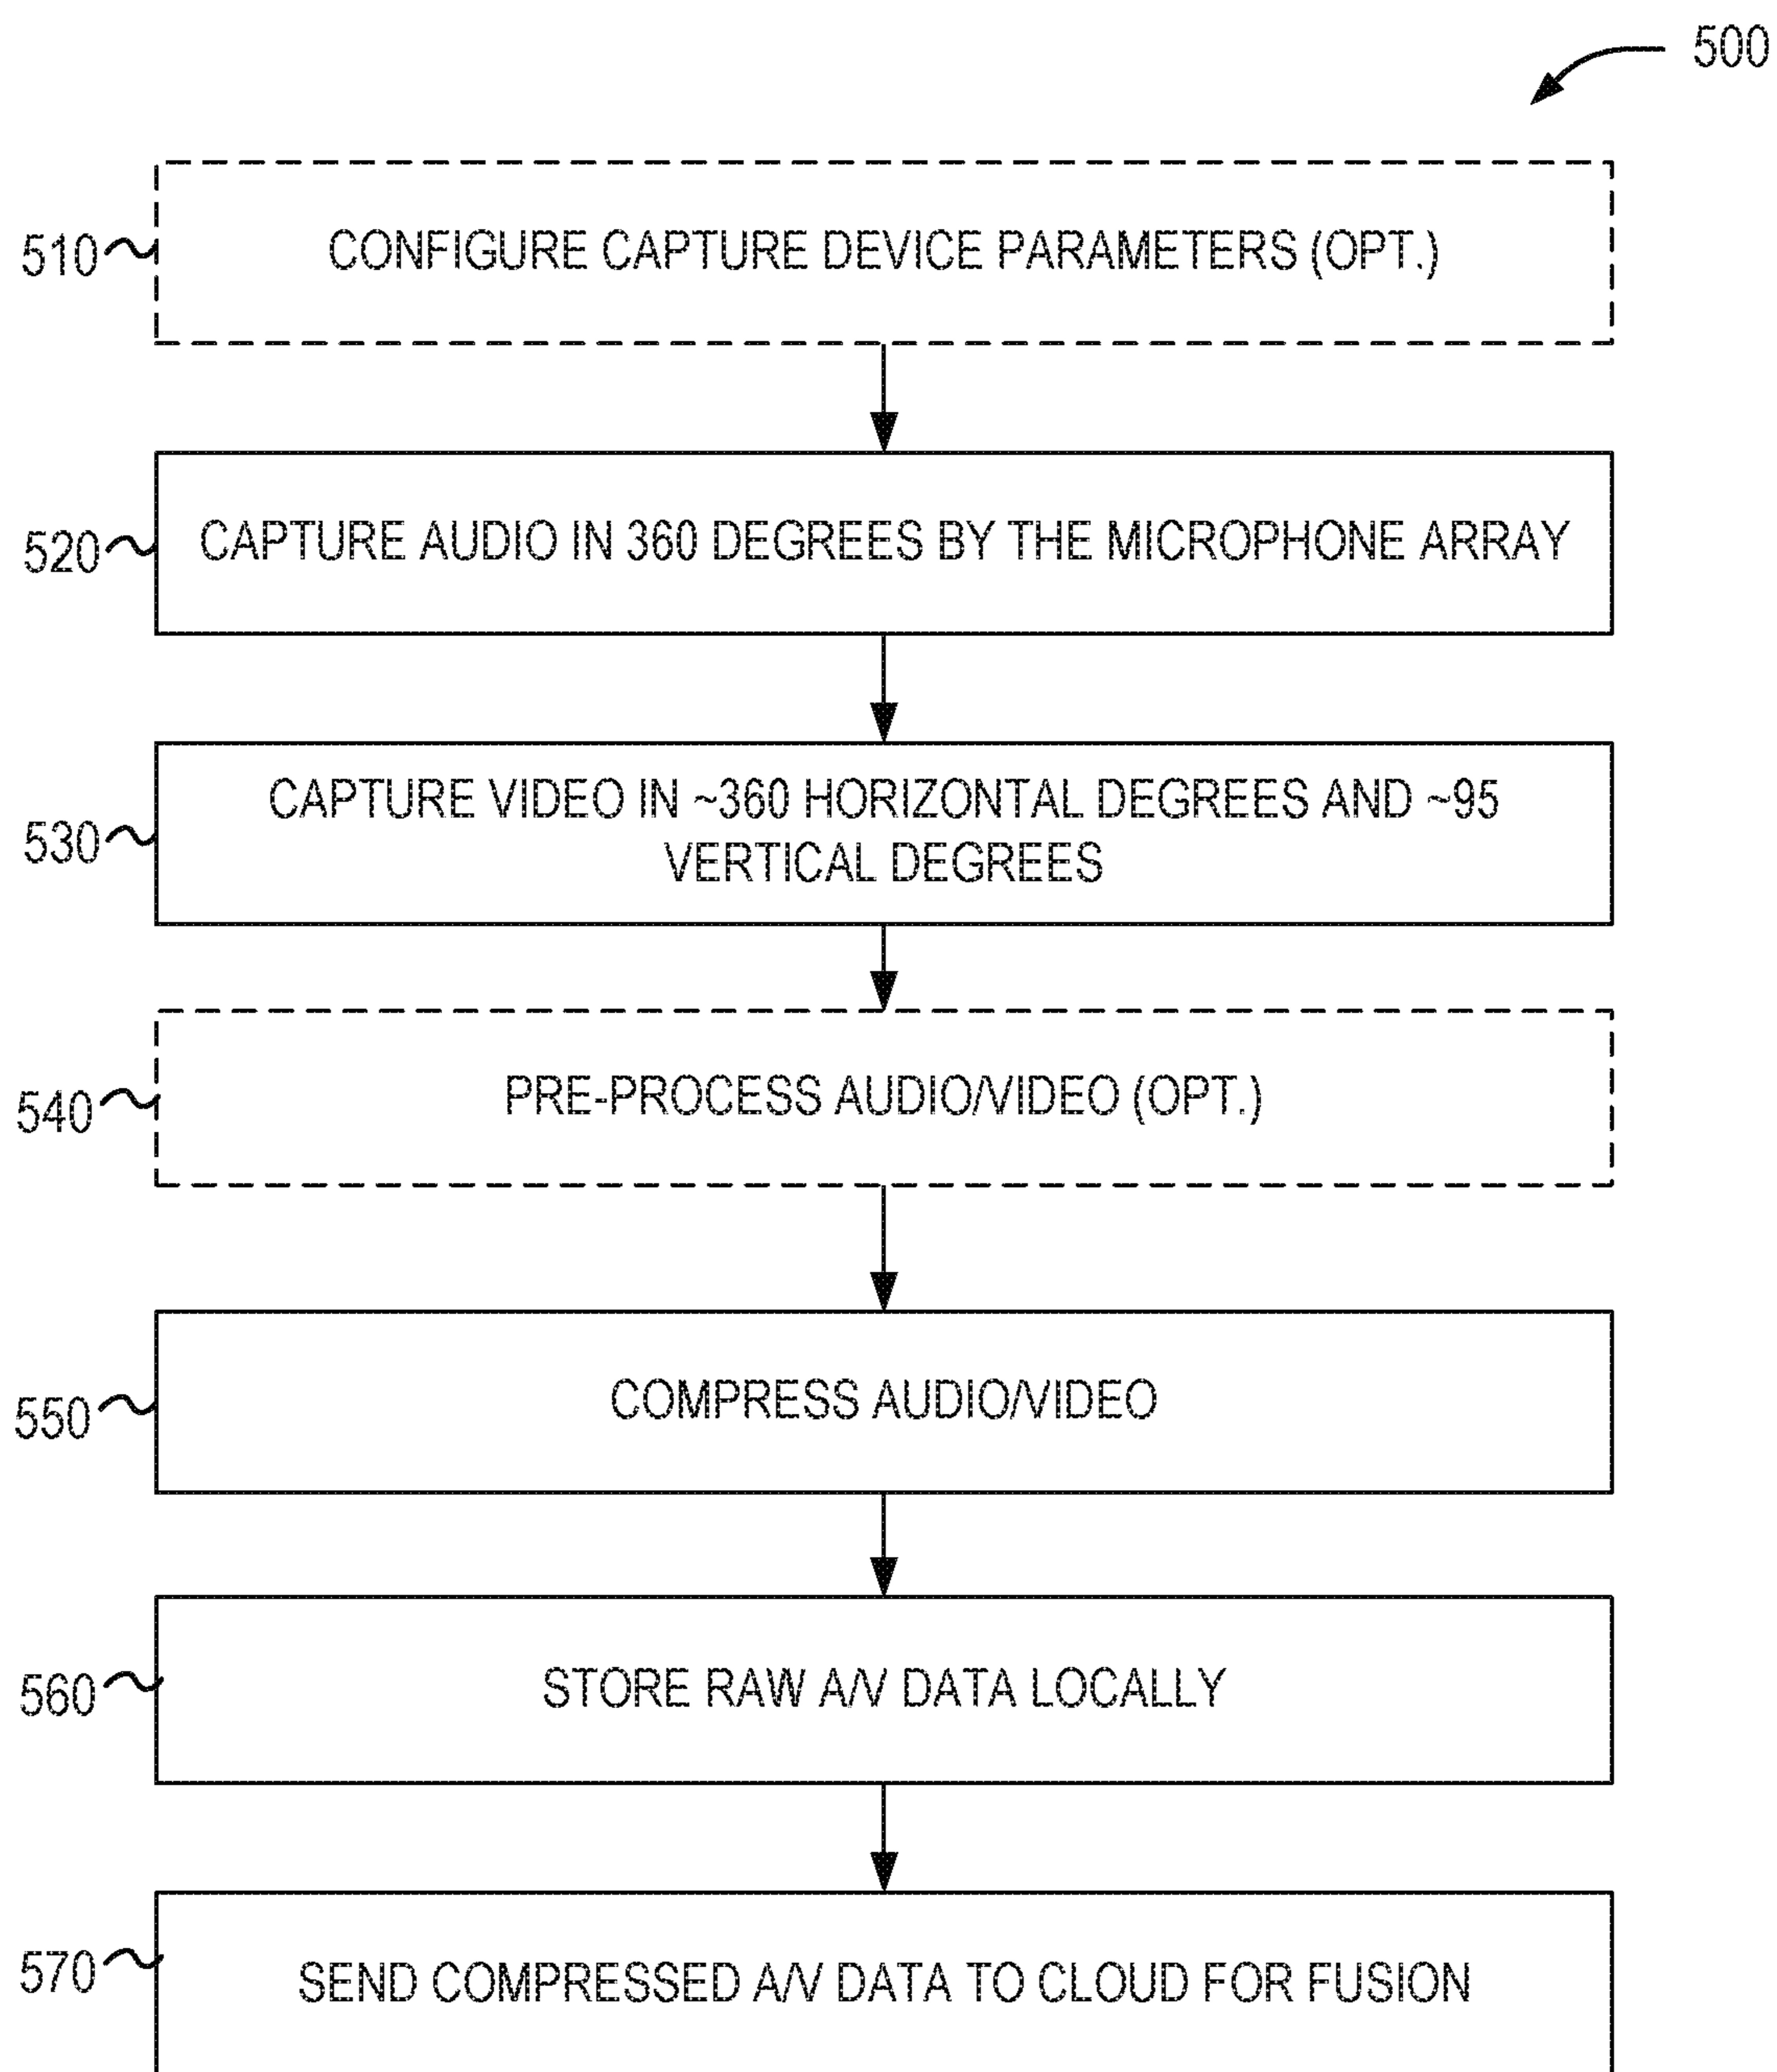 500
510
CONFIGURE CAPTURE DEVICE PARAMETERS (OPT.)
520
CAPTURE AUDIO IN 360 DEGREES BY THE MICROPHONE ARRAY
530
CAPTURE VIDEO IN ~360 HORIZONTAL DEGREES AND ~95
VERTICAL DEGREES
540
PRE-PROCESS AUDIO/VIDEO (OPT.)
550
COMPRESS AUDIO/VIDEO
560
STORE RAW A/V DATA LOCALLY
570
SEND COMPRESSED A/V DATA TO CLOUD FOR FUSION